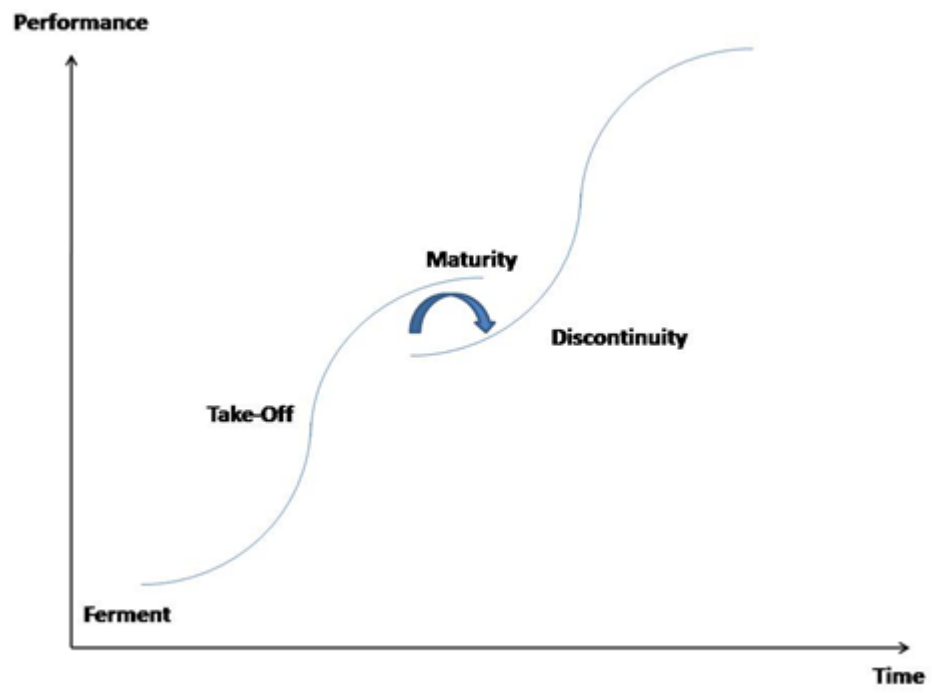 Performance
Maturity
Discontinuity
Take-Off
Ferment
Time